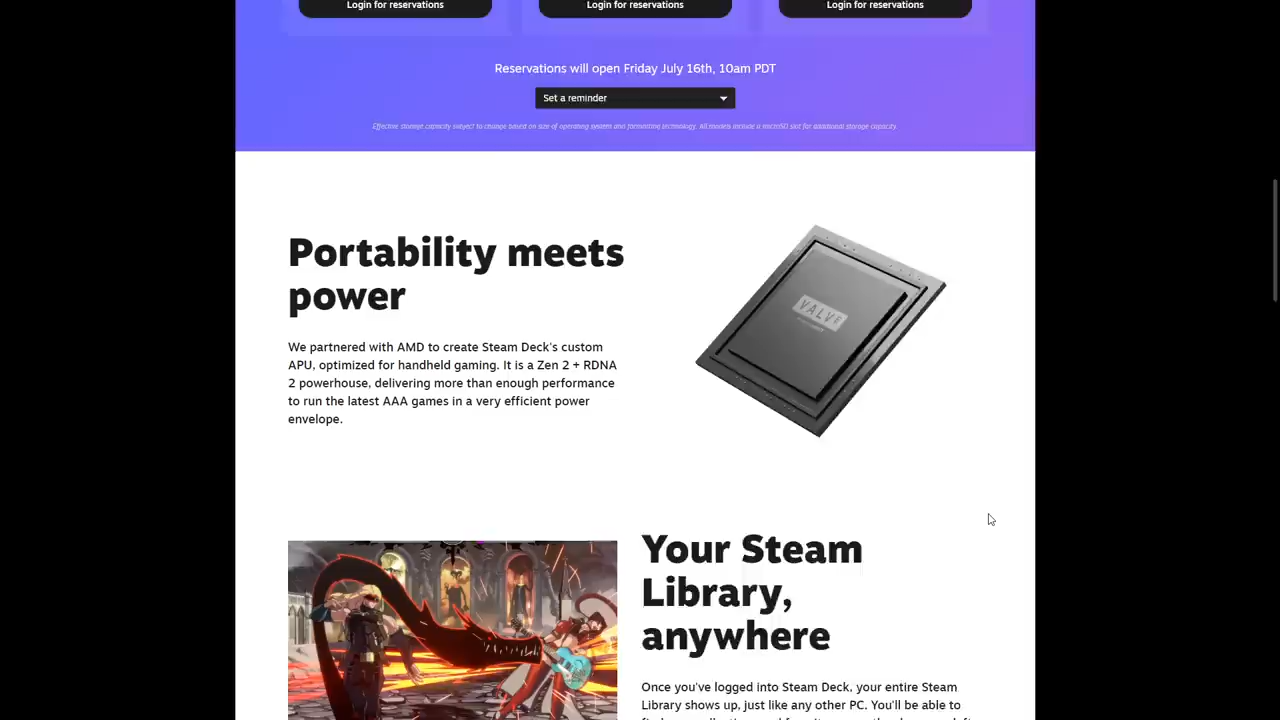 Login for reservations
Login for reservations
Login for reservations
Reservations will open Friday July 16th, 10am PDT
Set a reminder
Effective storage capacity subject to change based on size of operating system and formatting technology. All models include a microSD slot for additional storage capacity.
Portability meets
power
We partnered with AMD to create Steam Deck's custom
APU, optimized for handheld gaming. It is a Zen 2 + RDNA
2 powerhouse, delivering more than enough performance
to run the latest AAA games in a very efficient power
envelope.
VALVE
Your Steam
Library,
anywhere
Once you've logged into Steam Deck, your entire Steam
Library shows up, just like any other PC. You'll be able to